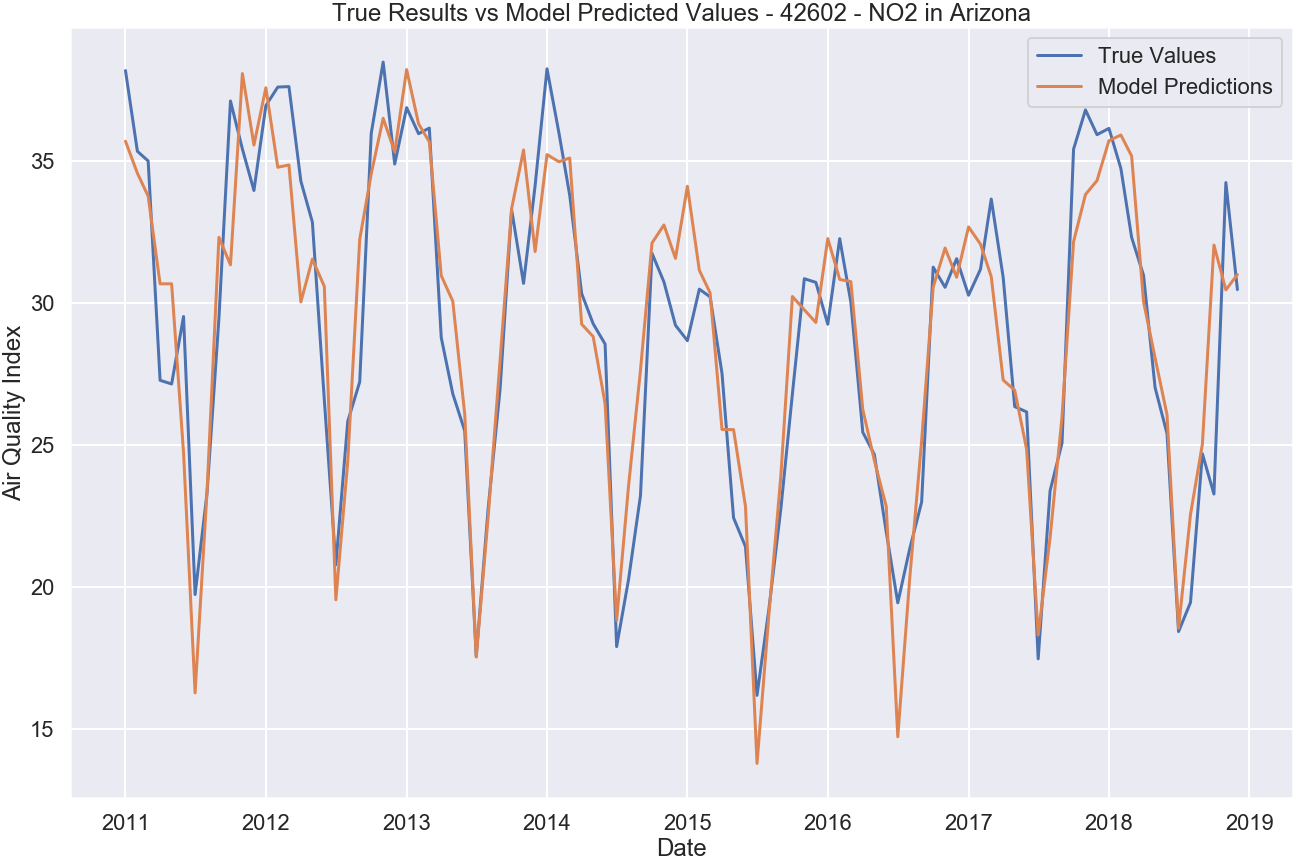 True Results vs Model Predicted Values - 42602 - NO2 in Arizona
True Values
Model Predictions
Air Quality Index
35
30
25
20
15
2011 2012 2013 2014 2015 2016 2017 2018 2019
Date